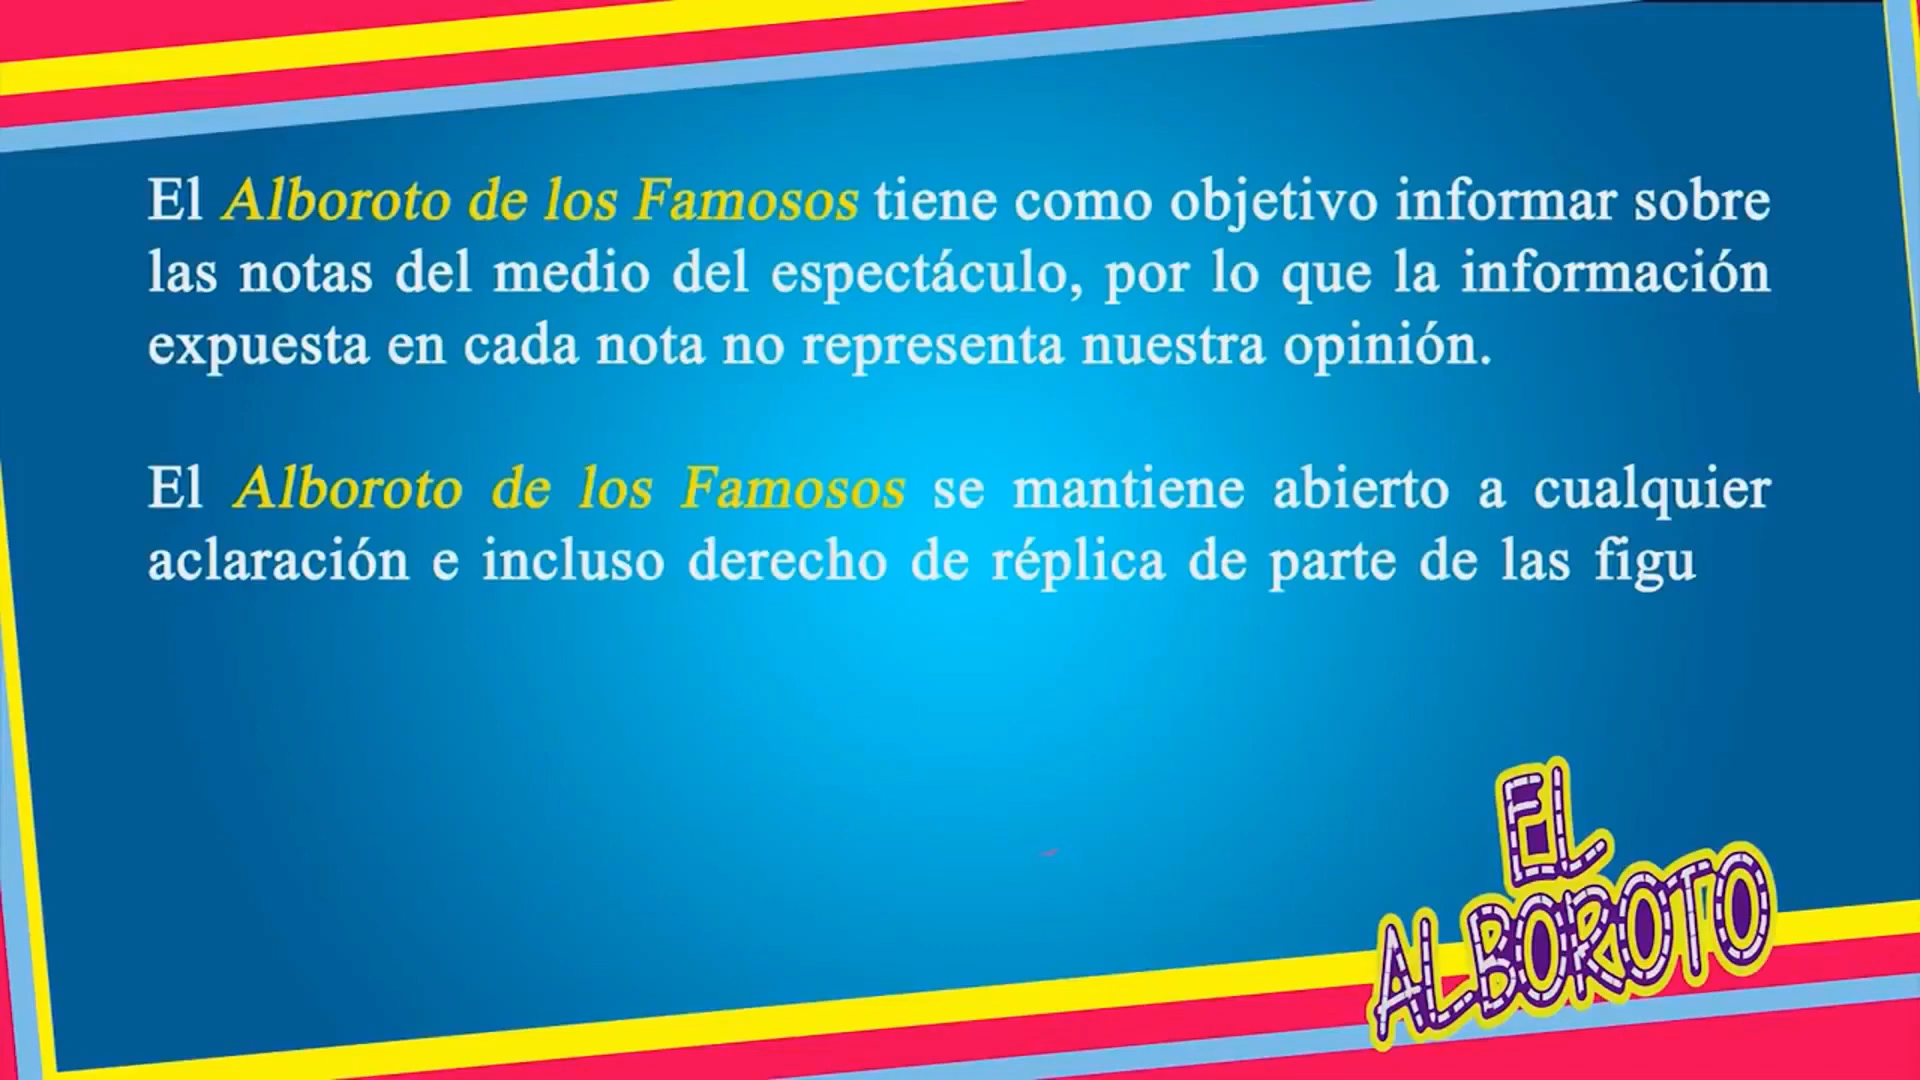 El Alboroto de los Famosos tiene como objetivo informar sobre
las notas del medio del espectáculo, por lo que la información
expuesta en cada nota no representa nuestra opinión.
El Alboroto de los Famosos se mantiene abierto a cualquier
aclaración e incluso derecho de réplica de parte de las figu
EL
ALBOROTO